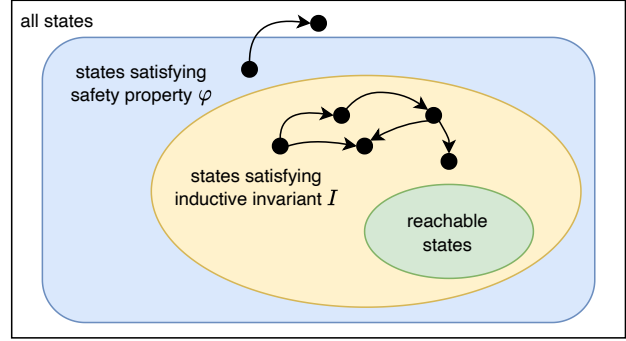 all states
states satisfying
safety property φ
states satisfying
inductive invariant I
reachable
states